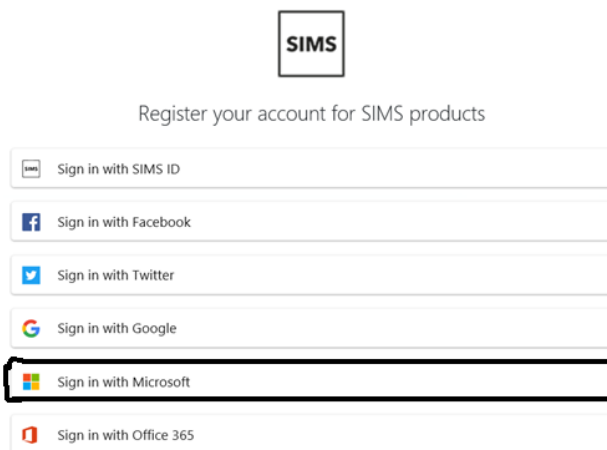 SIMS
Register your account for SIMS products
SIMS Sign in with SIMS ID
Sign in with Facebook
Sign in with Twitter
Sign in with Google
Sign in with Microsoft
Sign in with Office 365